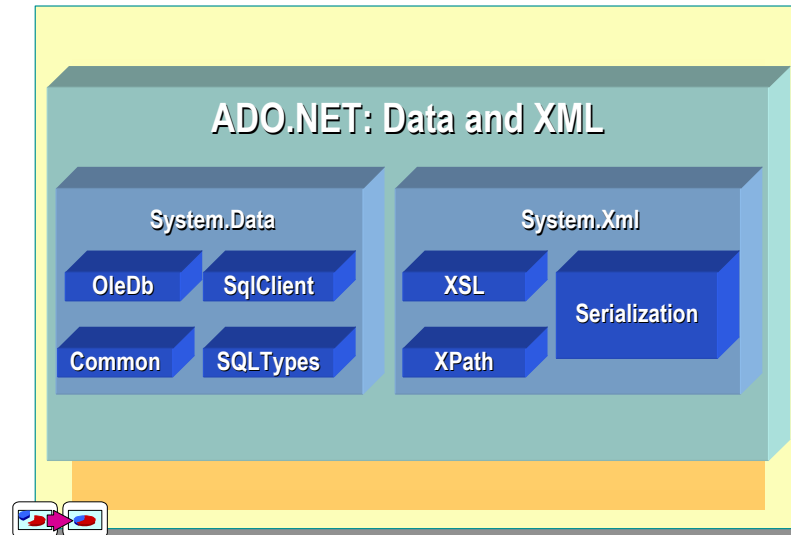 ADO.NET: Data and XML
System.Data
OleDb
SqlClient
Common
SQLTypes
System.Xml
XSL
Serialization
XPath